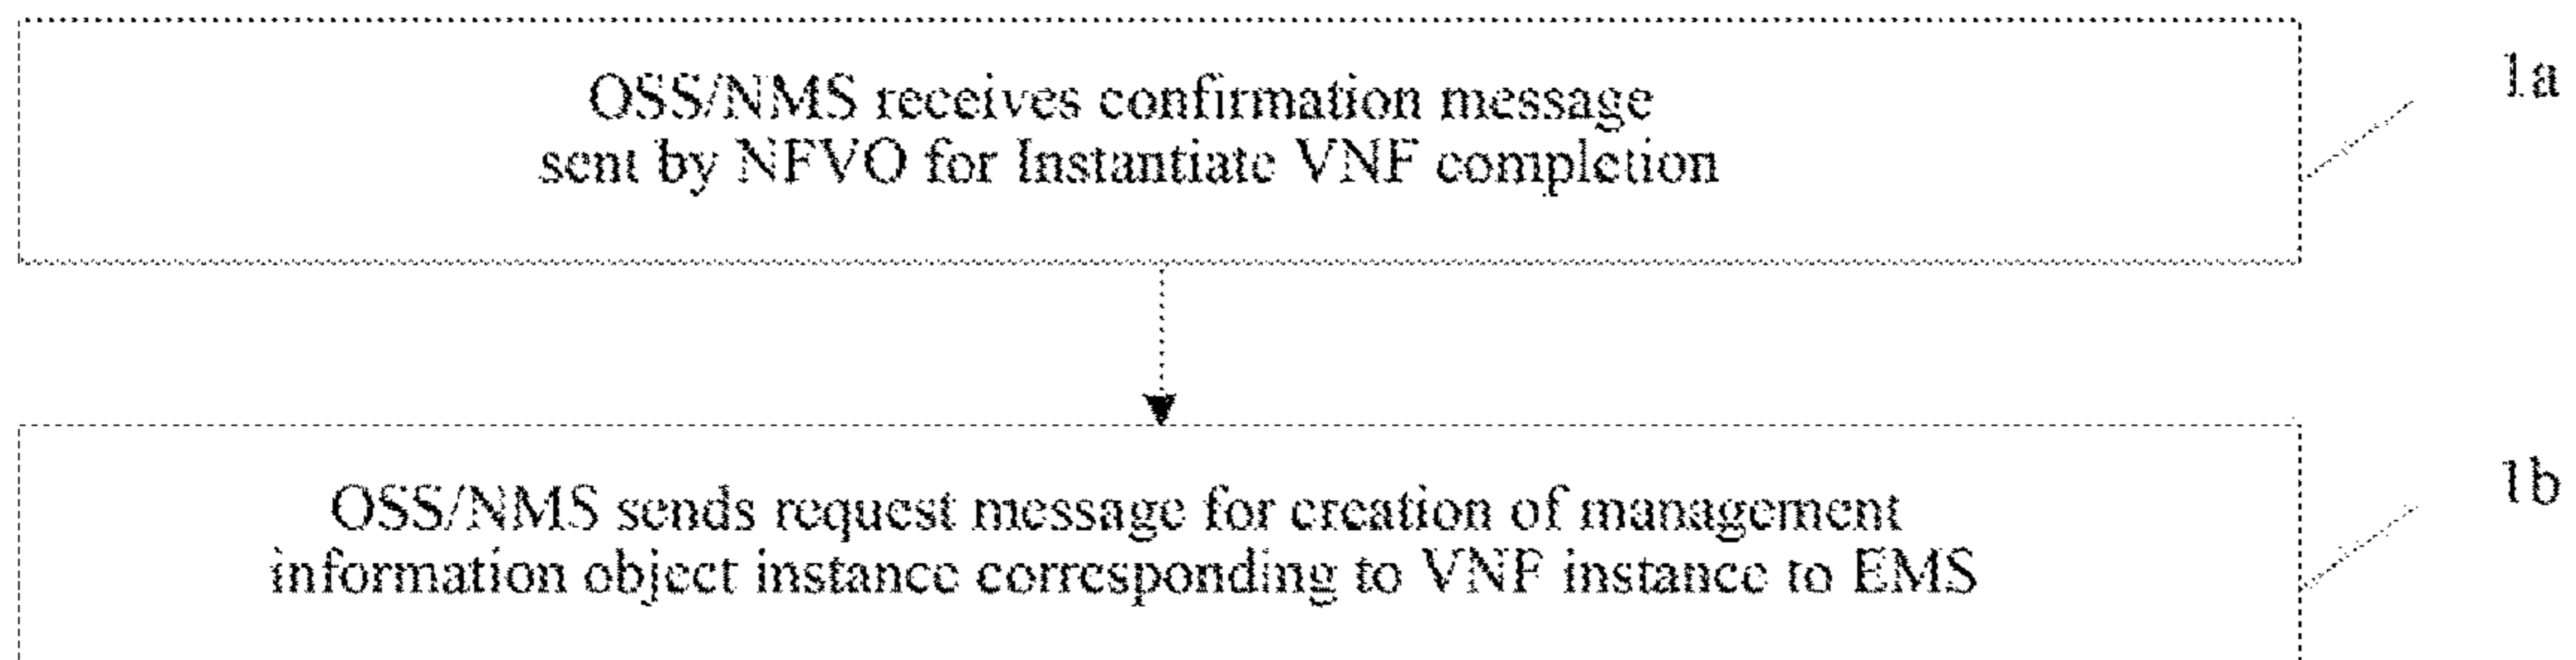 OSS/NMS receives confirmation message
sent by NFVO for Instantiate VNF completion
1a
OSS/NMS sends request message for creation of management
information object instance corresponding to VNF instance to EMS
1b